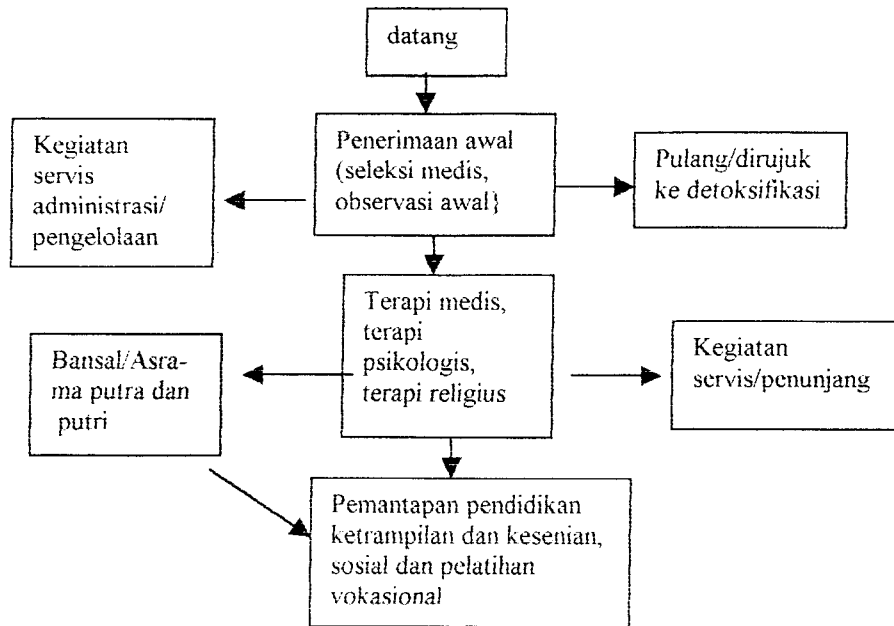 datang
Kegiatan
servis
administrasi/
pengelolaan
Penerimaan awal
(seleksi medis,
observasi awal}
Pulang/dirujuk
ke detoksifikasi
Bansal/Asra-
ma putra dan
putri
Terapi medis,
terapi
psikologis,
terapi religius
Kegiatan
servis/penunjang
Pemantapan pendidikan
ketrampilan dan kesenian,
sosial dan pelatihan
vokasional